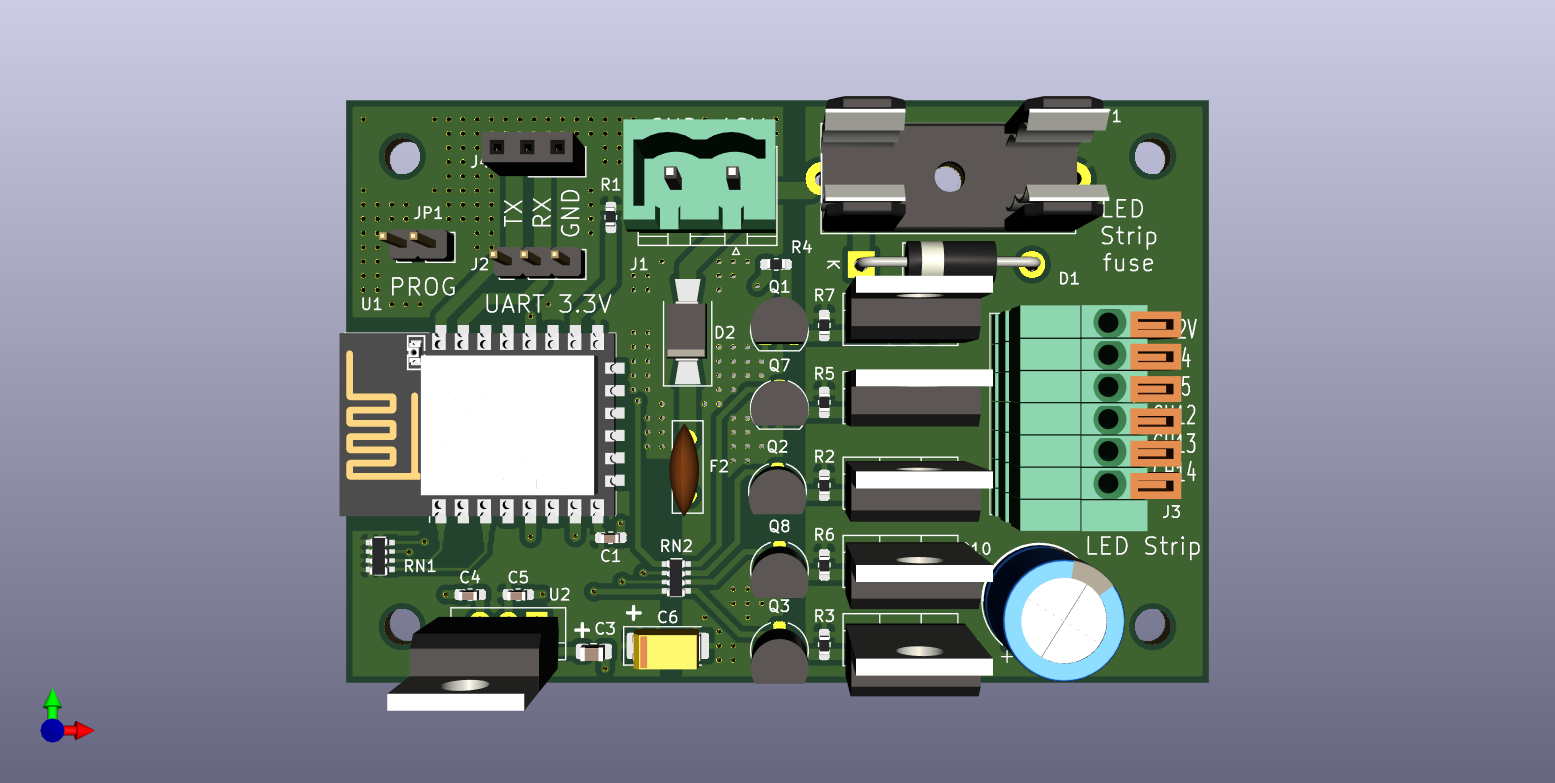 J4
R1
TX
RX
GND
JP1
J2
J1
PROG
U1
UART 3.3V
R4
LED
Strip
fuse
K
D1
Q1
R7
D2
Q7
R5
Q2
R2
F2
Q8
R6
J3
LED Strip
RN1
C1
RN2
C4
C5
U2
Q3
R3
+
C3
+
C6
+